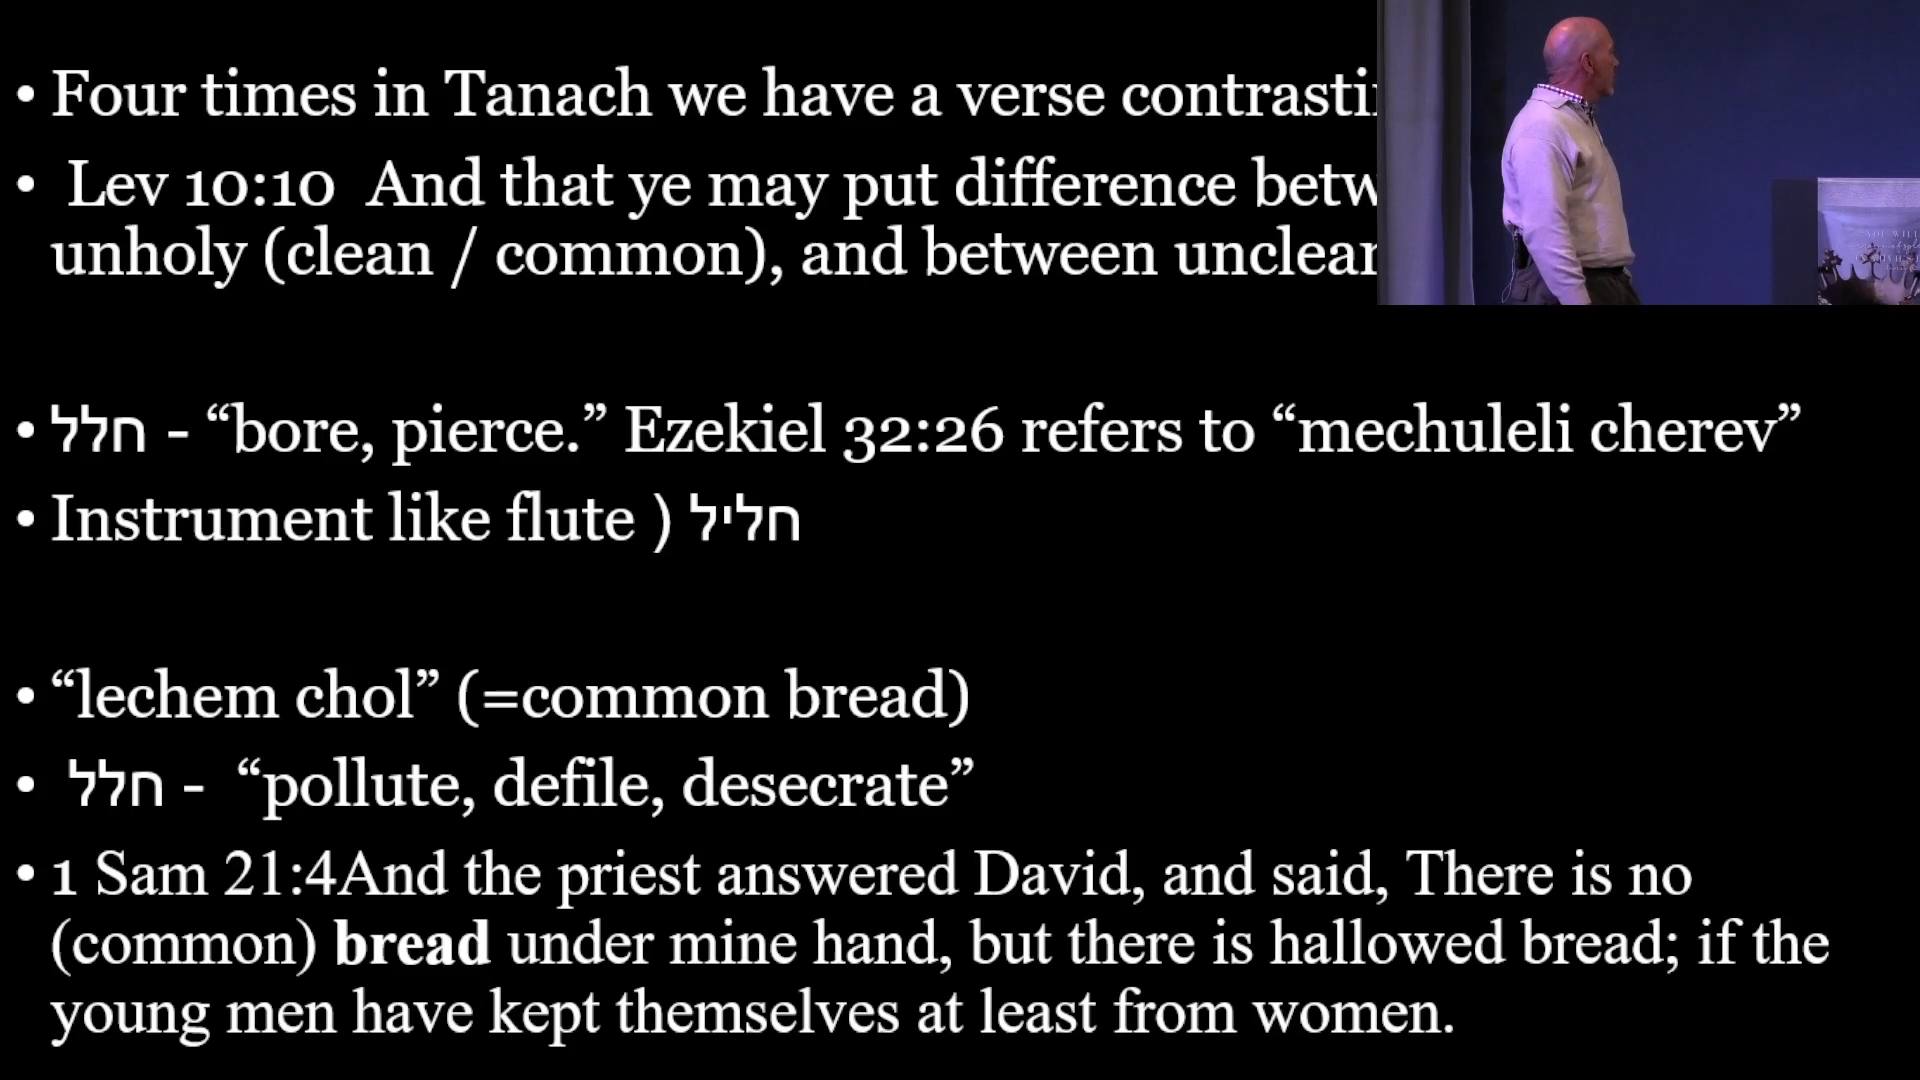 • Four times in Tanach we have a verse
• Lev 10:10 And that ye may put difference
unholy (clean / common), and between
• חלל - “bore, pierce.” Ezekiel 32:26 refers to “mechuleli cherev”
• Instrument like flute ) חליל
• “lechem chol” (=common bread)
• חלל - “pollute, defile, desecrate”
• 1 Sam 21:4And the priest answered David, and said, There is no
(common) bread under mine hand, but there is hallowed bread; if the
young men have kept themselves at least from women.
YOU WILL